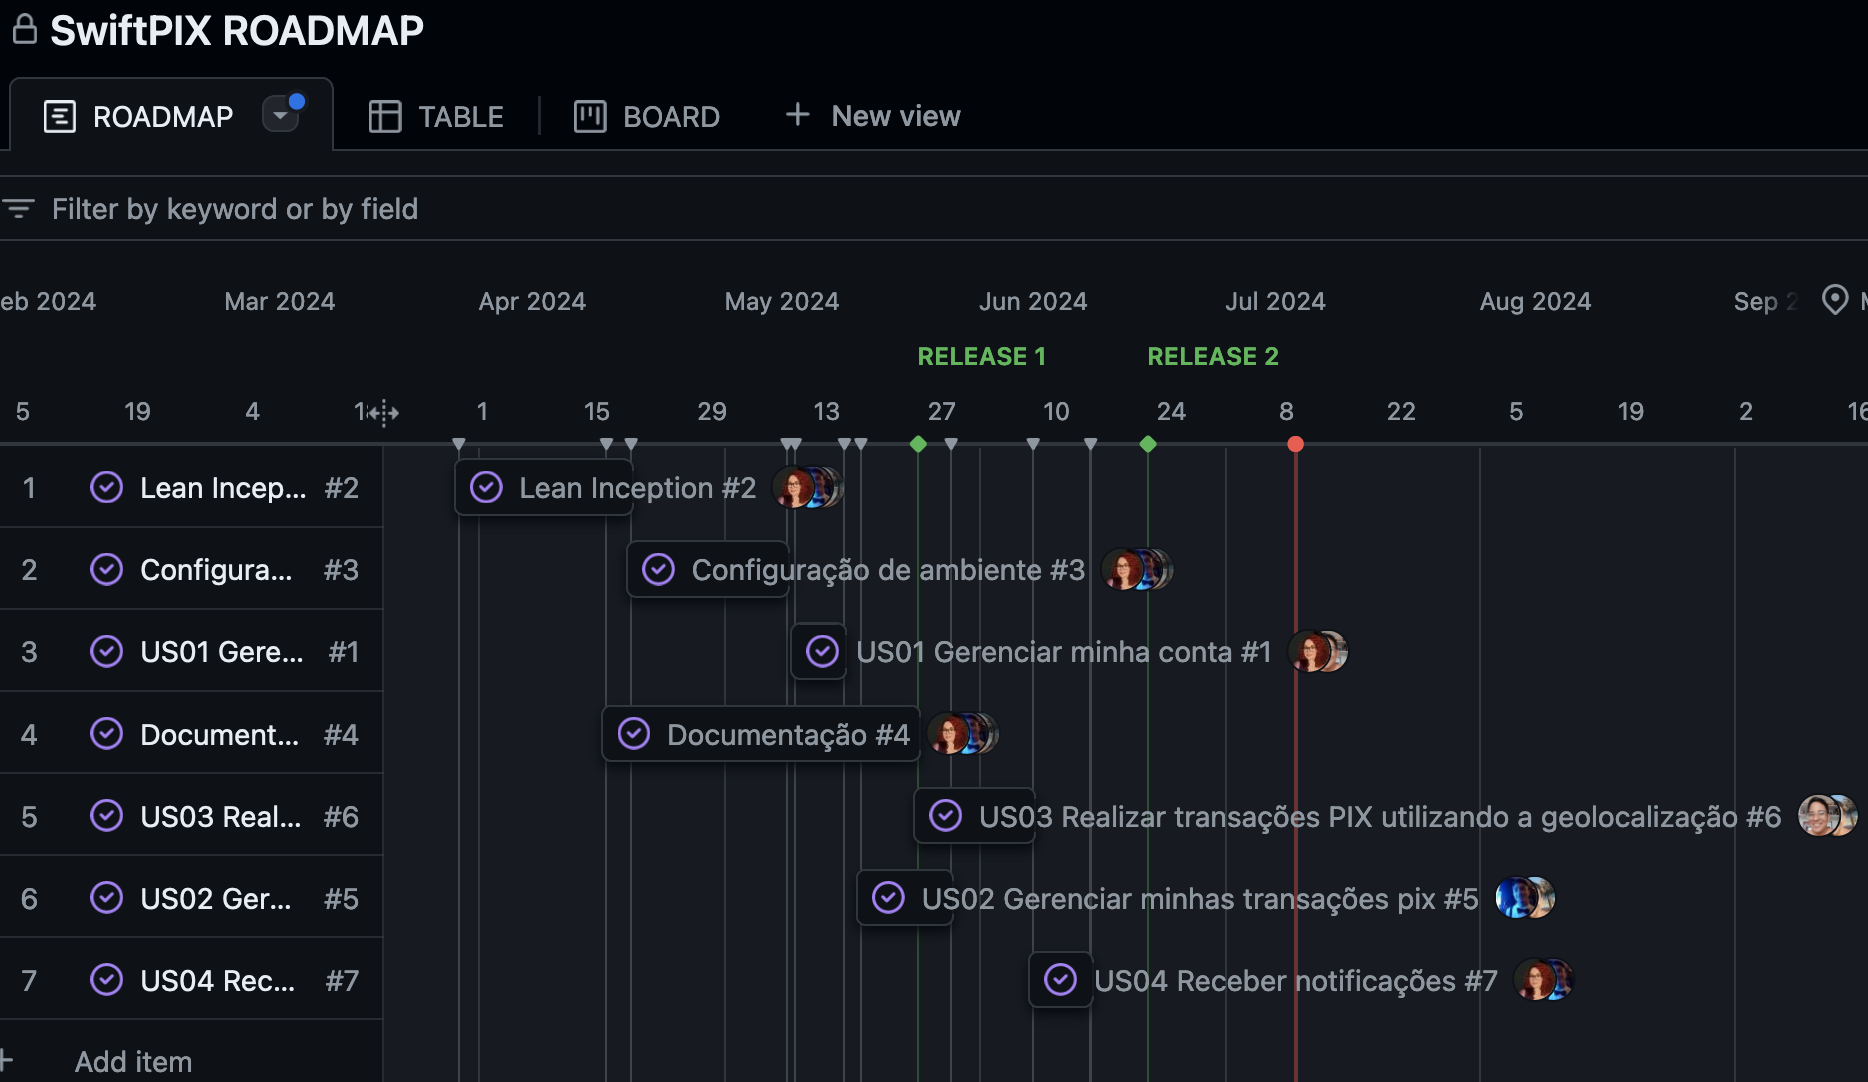 SwiftPIX ROADMAP
ROADMAP TABLE BOARD + New view
Filter by keyword or by field
eb 2024 Mar 2024 Apr 2024 May 2024 Jun 2024 Jul 2024 Aug 2024 Sep 2
RELEASE 1 RELEASE 2
5 19 4 1 1 15 29 13 27 10 24 8 22 5 19 2 16
1 Lean Incep... #2 Lean Inception #2
2 Configura... #3 Configuração de ambiente #3
3 US01 Gere... #1 US01 Gerenciar minha conta #1
4 Document... #4 Documentação #4
5 US03 Real... #6 US03 Realizar transações PIX utilizando a geolocalização #6
6 US02 Ger... #5 US02 Gerenciar minhas transações pix #5
7 US04 Rec... #7 US04 Receber notificações #7
+ Add item